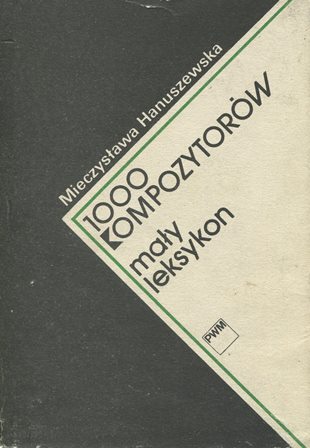 Mieczysława Hanuszewska
1000
KOMPOZYTORÓW
mały
leksykon
PWM